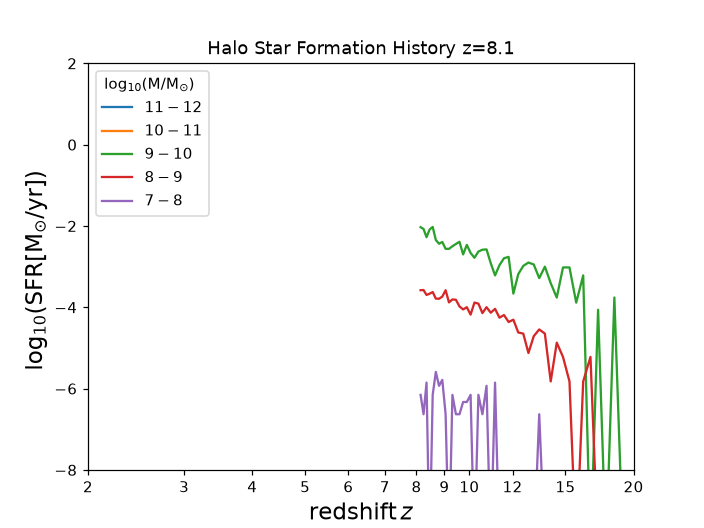 Halo Star Formation History z=8.1
log₁₀(M/M☉)
11 − 12
10 − 11
9 − 10
8 − 9
7 − 8
log₁₀(SFR[M☉/yr])
2
0
−2
−4
−6
−8
2 3 4 5 6 7 8 9 10 12 15 20
redshift z